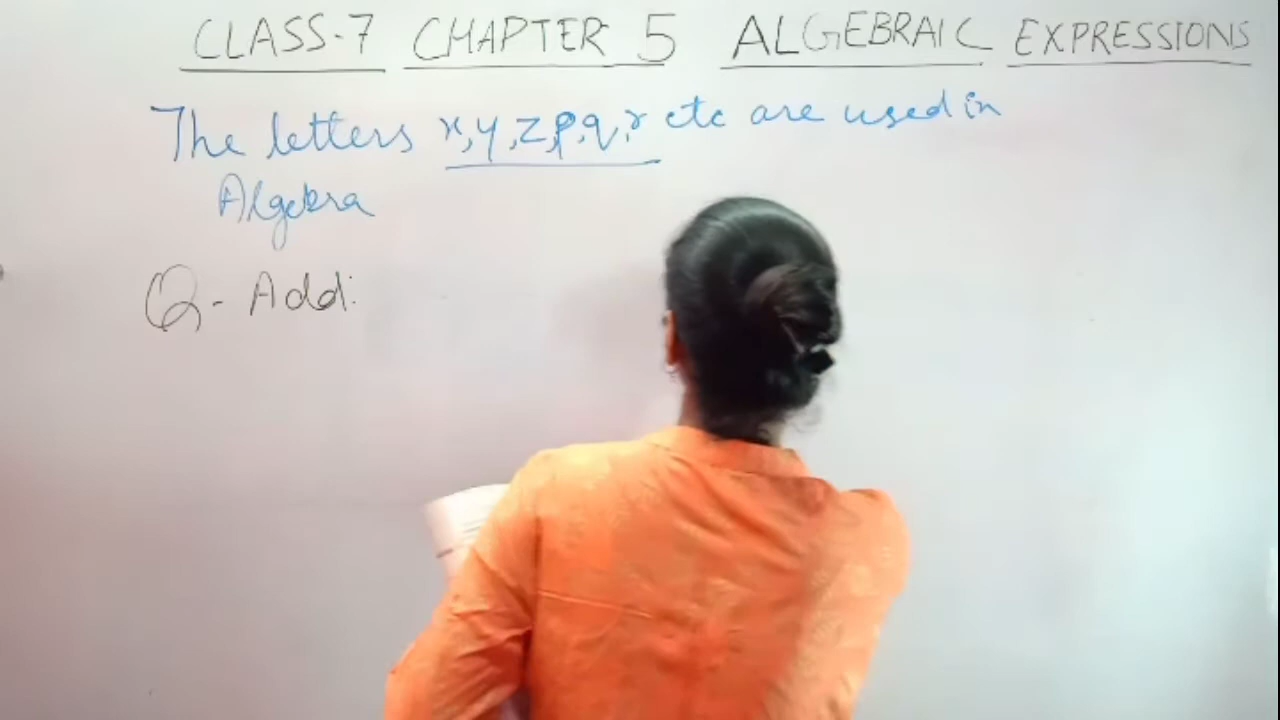 CLASS-7 CHAPTER 5 ALGEBRAIC EXPRESSIONS
The letters x, y, z, p, q, r etc are used in
Algebra
Q- Add: